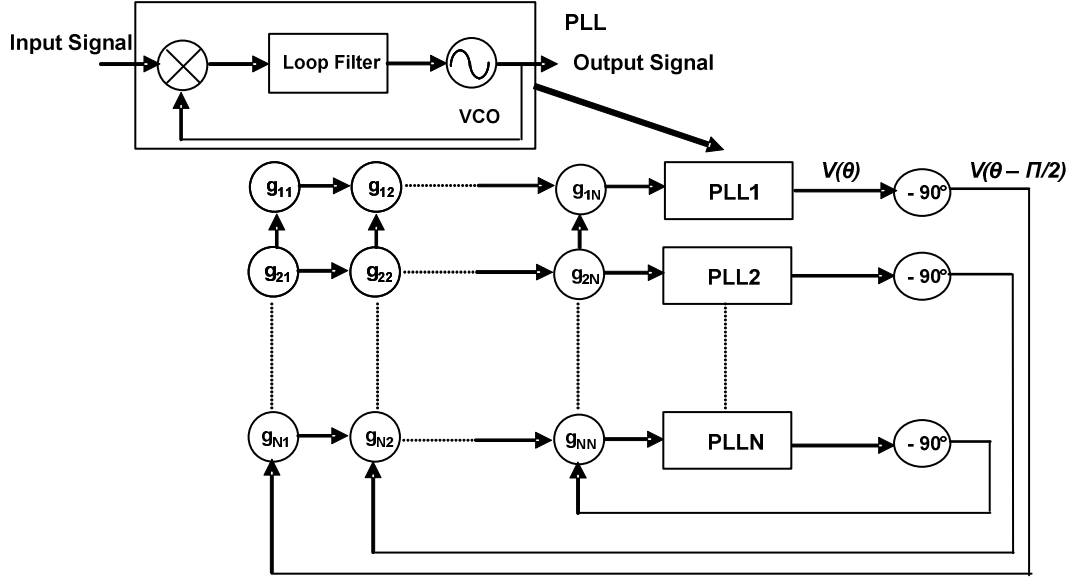 PLL
Input Signal
Loop Filter
Output Signal
VCO
g11 g12 g1N PLL1 V(θ) - 90° V(θ – Π/2)
g21 g22 g2N PLL2 - 90°
gN1 gN2 gNN PLLN - 90°